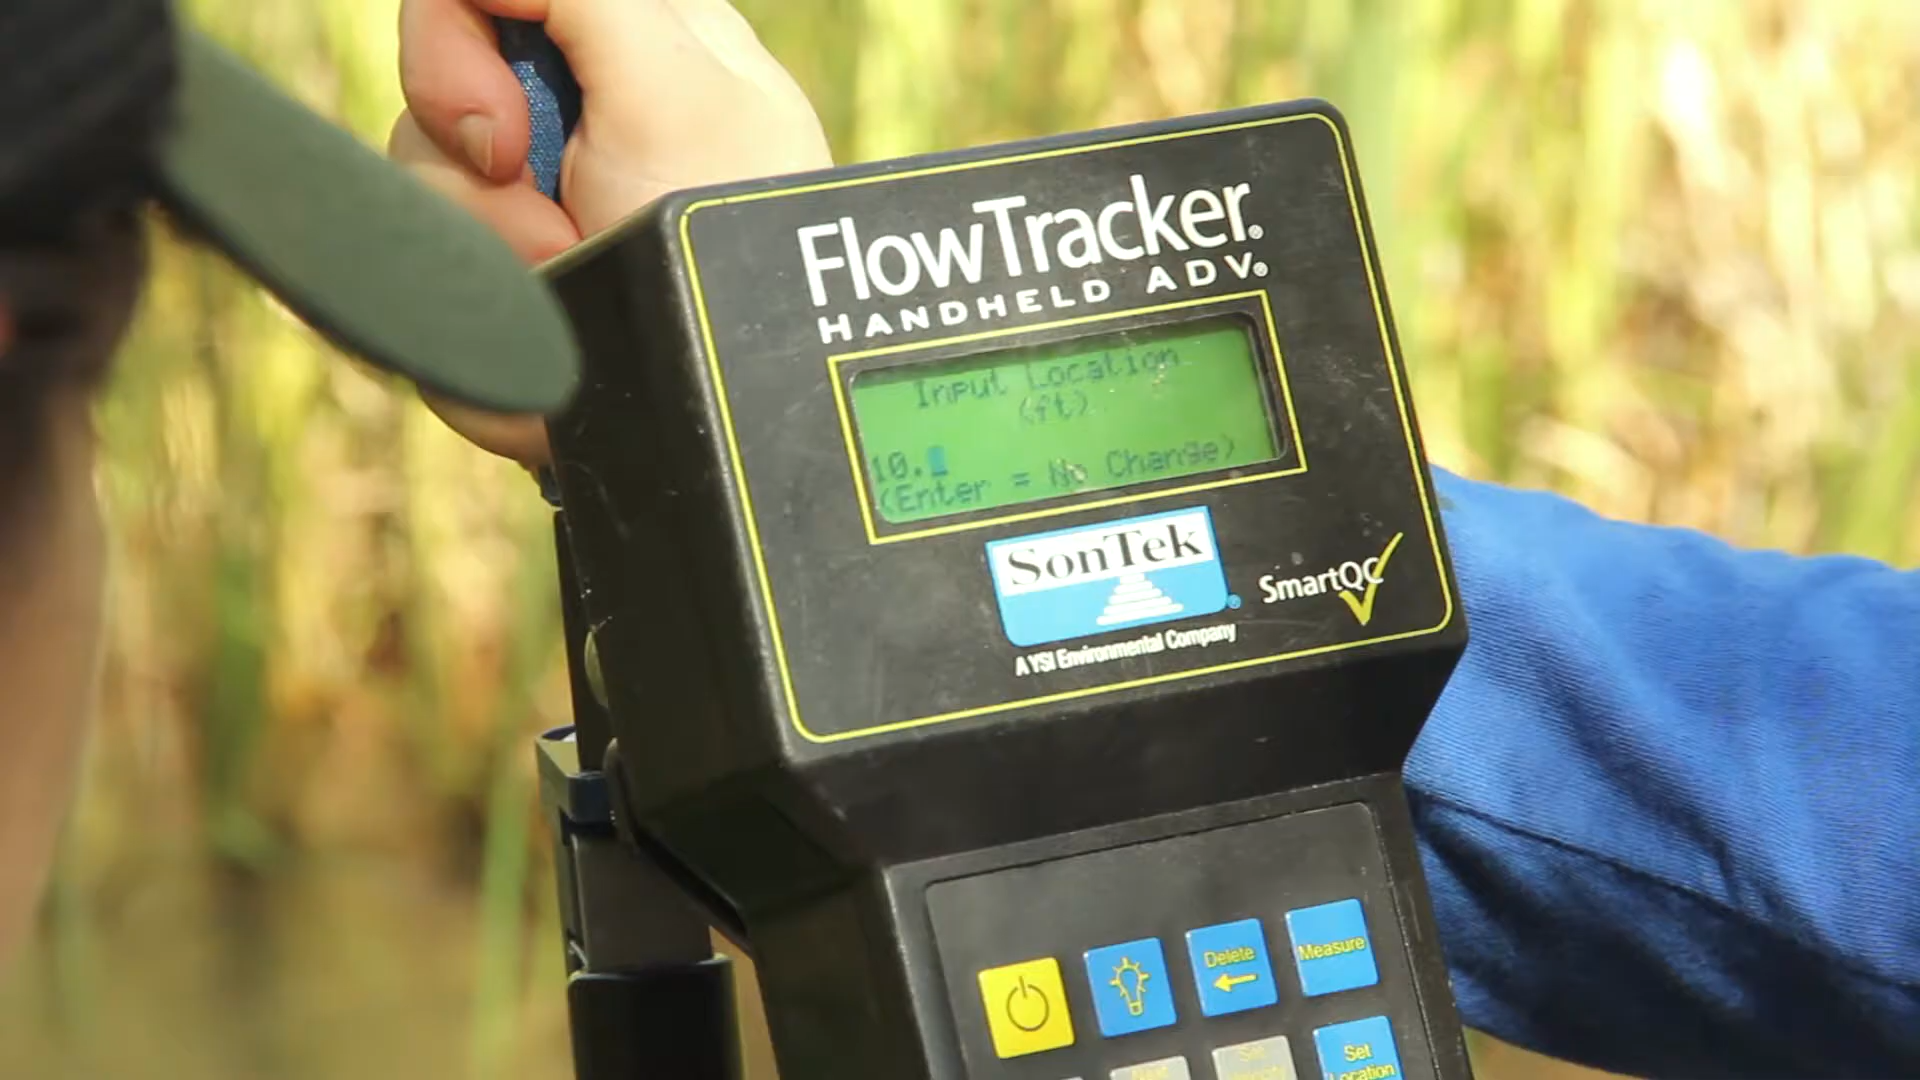 FlowTracker®
HANDHELD ADV®
Input Location
(ft)
10.
(Enter = No Change)
SonTek®
SmartQC
A YSI Environmental Company
Delete
Measure
Set
Location